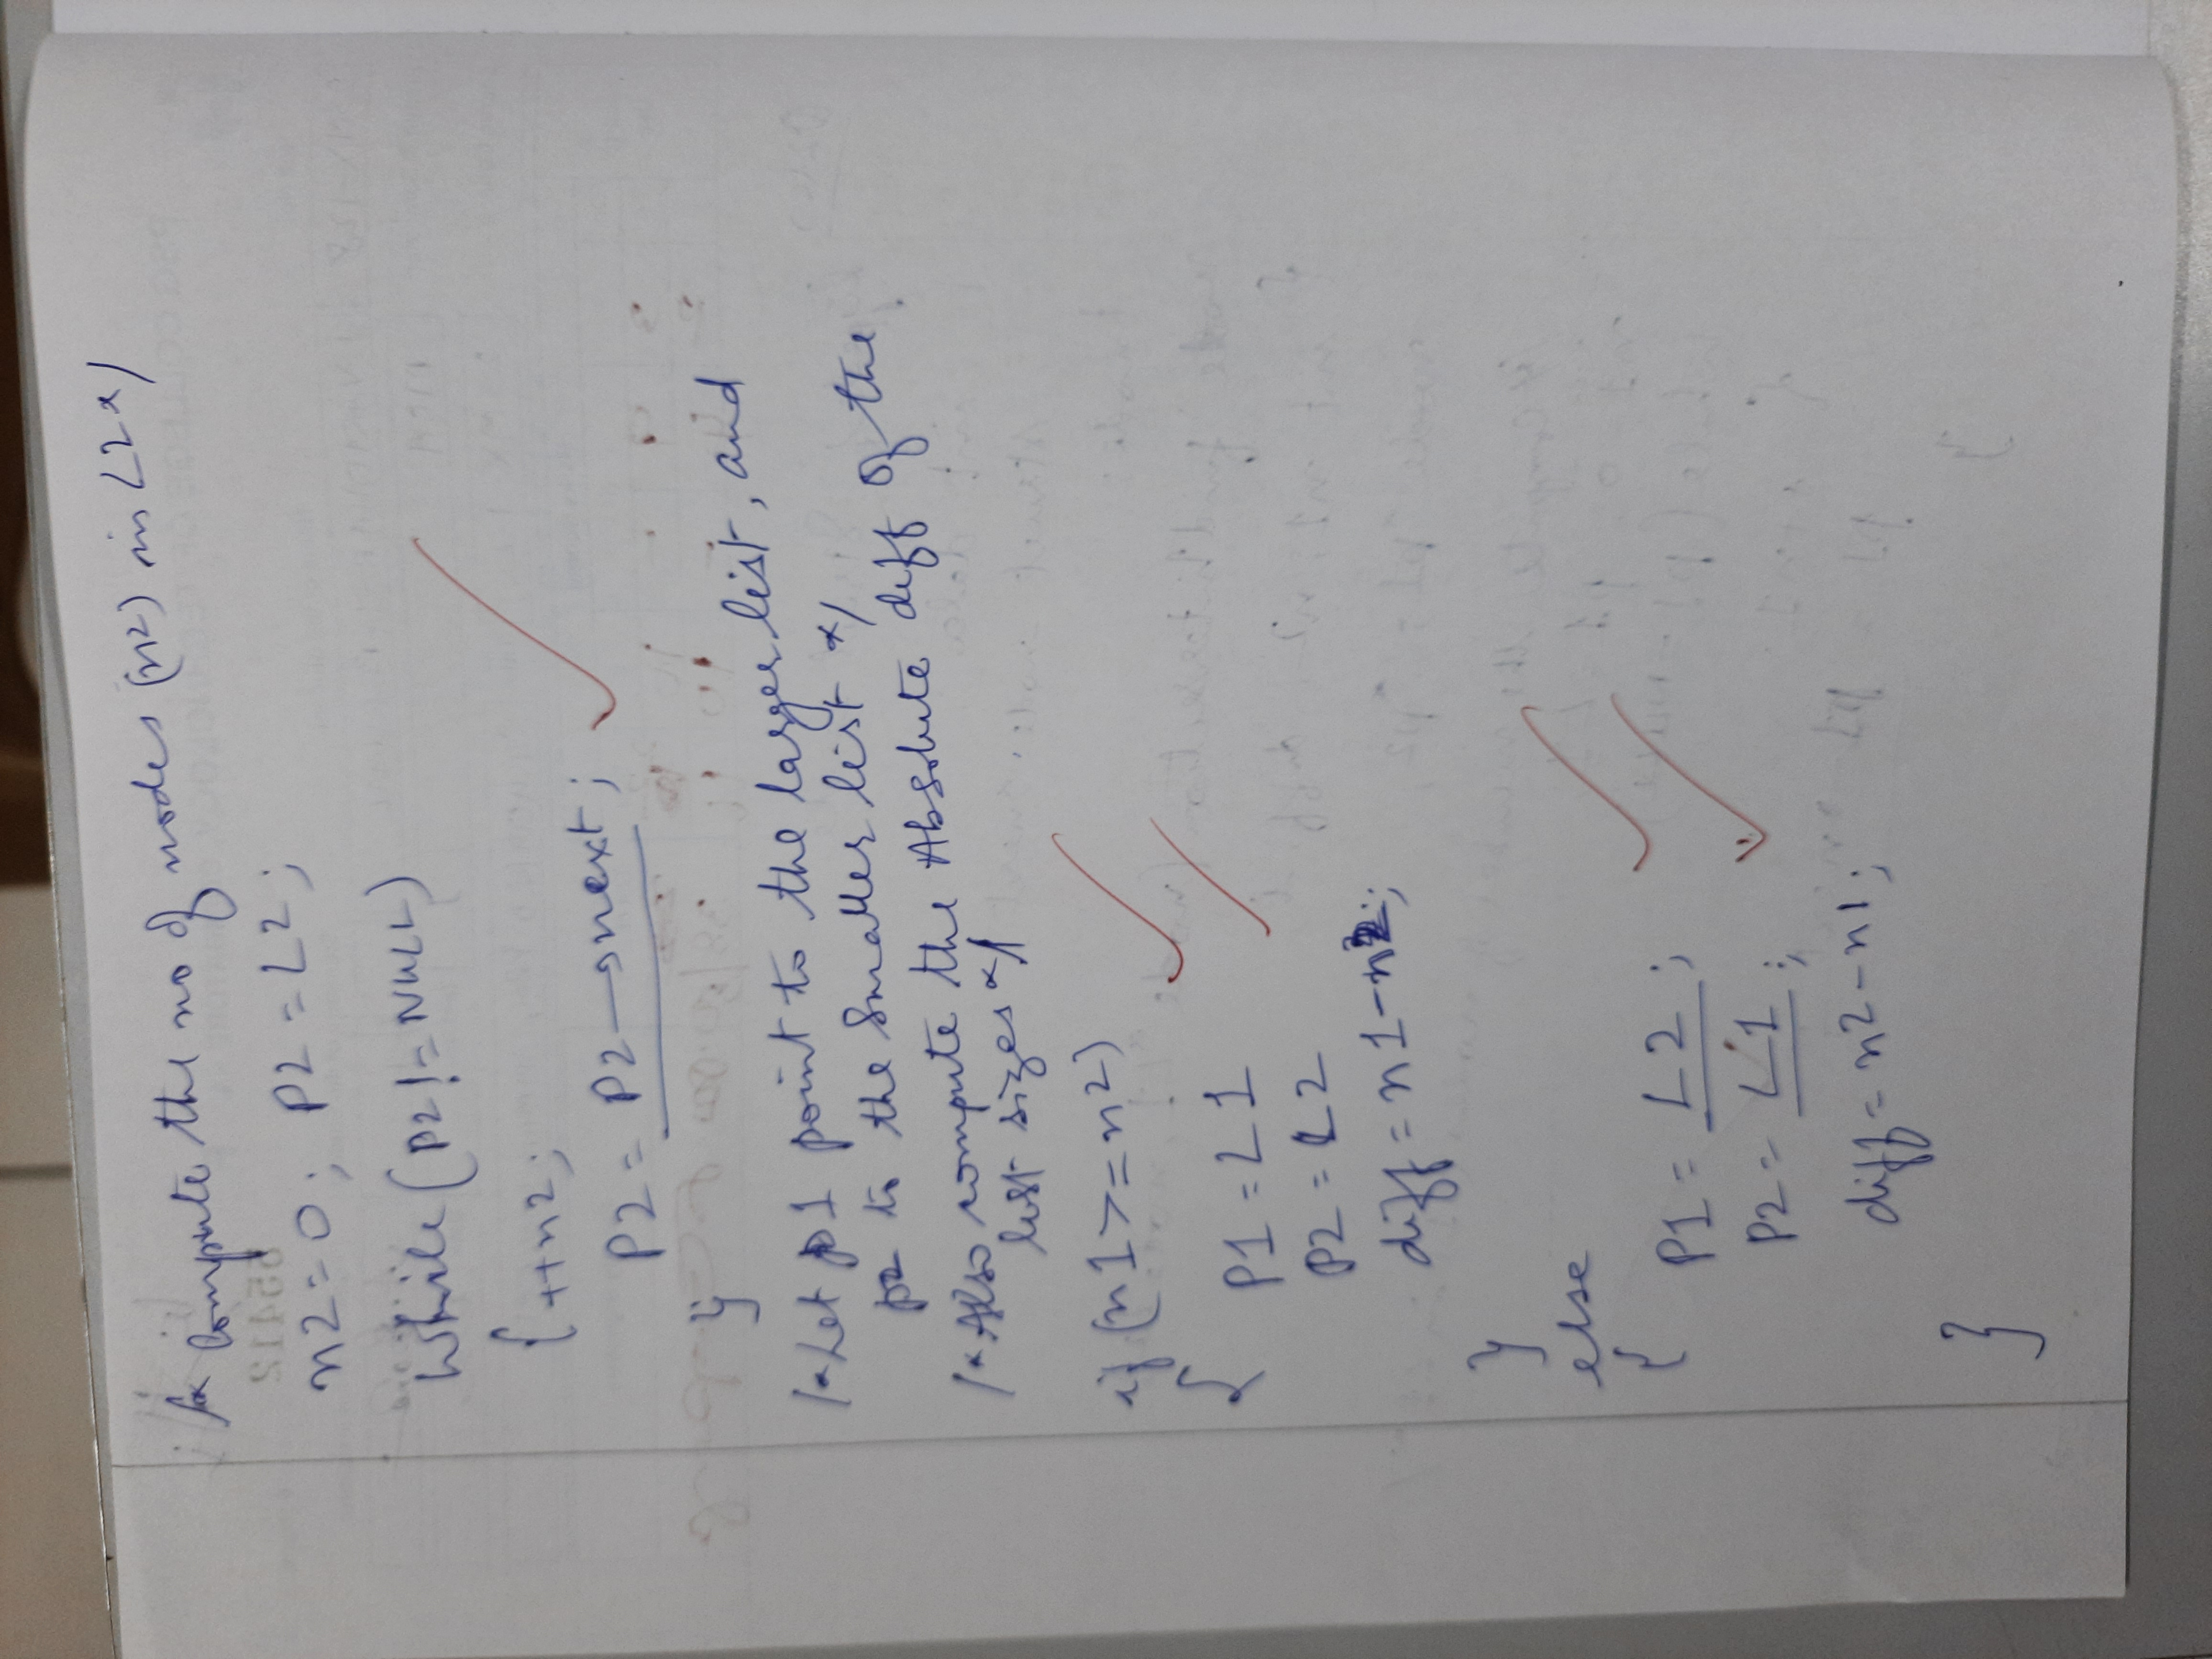 /* Compute the no of nodes (n2) in L2 */
n2=0; P2=L2;
While (P2!=NULL)
{ ++n2;
P2 = P2→next;
}
/* Let p1 point to the larger list, and
p2 to the Smaller list */
/* Also compute the Absolute diff of the
list sizes */
if (n1>=n2)
{
P1=L1
P2=L2
diff=n1-n2;
}
else
{
P1= L2;
P2= L1;
diff=n2-n1;
}